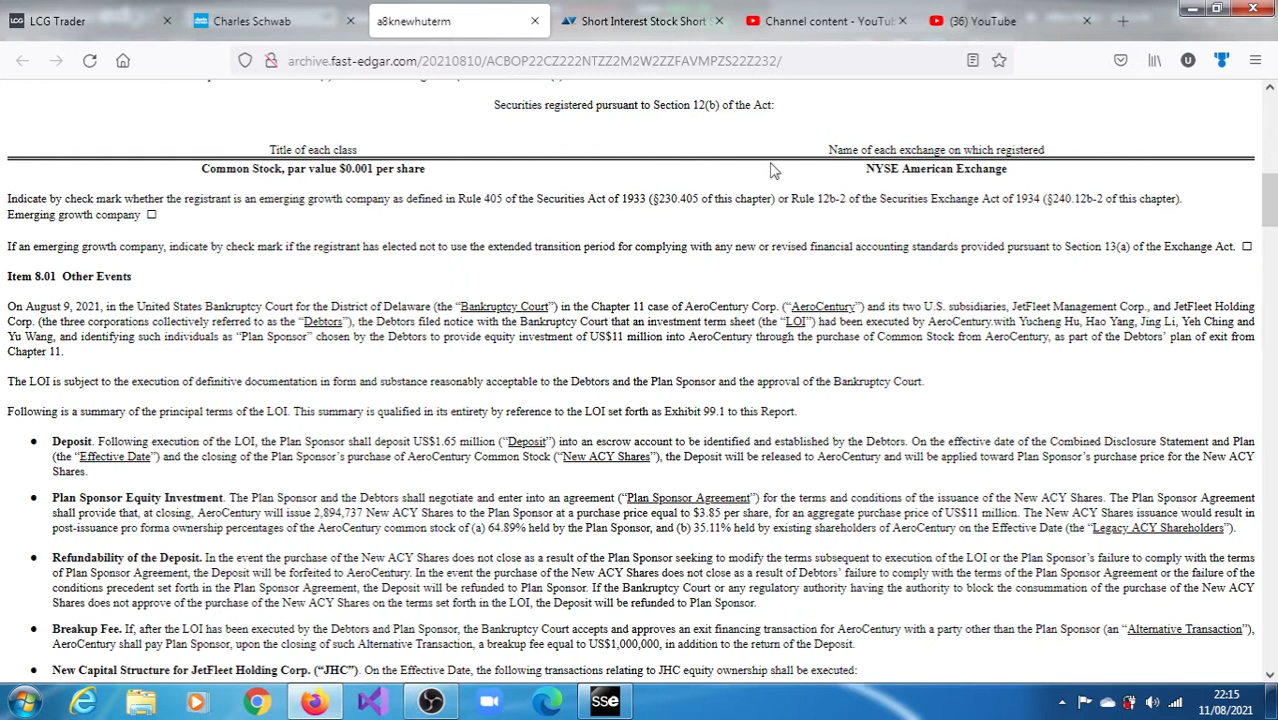 LCG Trader
Charles Schwab
a8knewhuterm
Short Interest Stock Short
Channel content - YouTu
(36) YouTube
archive.fast-edgar.com/20210810/ACBOP22CZ222NTZZ2M2W2ZZFAVMPZS22Z232/
Securities registered pursuant to Section 12(b) of the Act:
Title of each class
Name of each exchange on which registered
Common Stock, par value $0.001 per share
NYSE American Exchange
Indicate by check mark whether the registrant is an emerging growth company as defined in Rule 405 of the Securities Act of 1933 (§230.405 of this chapter) or Rule 12b-2 of the Securities Exchange Act of 1934 (§240.12b-2 of this chapter).
Emerging growth company ☐
If an emerging growth company, indicate by check mark if the registrant has elected not to use the extended transition period for complying with any new or revised financial accounting standards provided pursuant to Section 13(a) of the Exchange Act. ☐
Item 8.01 Other Events
On August 9, 2021, in the United States Bankruptcy Court for the District of Delaware (the “Bankruptcy Court”) in the Chapter 11 case of AeroCentury Corp. (“AeroCentury”) and its two U.S. subsidiaries, JetFleet Management Corp., and JetFleet Holding
Corp. (the three corporations collectively referred to as the “Debtors”), the Debtors filed notice with the Bankruptcy Court that an investment term sheet (the “LOI”) had been executed by AeroCentury.with Yucheng Hu, Hao Yang, Jing Li, Yeh Ching and
Yu Wang, and identifying such individuals as “Plan Sponsor” chosen by the Debtors to provide equity investment of US$11 million into AeroCentury through the purchase of Common Stock from AeroCentury, as part of the Debtors’ plan of exit from
Chapter 11.
The LOI is subject to the execution of definitive documentation in form and substance reasonably acceptable to the Debtors and the Plan Sponsor and the approval of the Bankruptcy Court.
Following is a summary of the principal terms of the LOI. This summary is qualified in its entirety by reference to the LOI set forth as Exhibit 99.1 to this Report.
● Deposit. Following execution of the LOI, the Plan Sponsor shall deposit US$1.65 million (“Deposit”) into an escrow account to be identified and established by the Debtors. On the effective date of the Combined Disclosure Statement and Plan
(the “Effective Date”) and the closing of the Plan Sponsor’s purchase of AeroCentury Common Stock (“New ACY Shares”), the Deposit will be released to AeroCentury and will be applied toward Plan Sponsor’s purchase price for the New ACY
Shares.
● Plan Sponsor Equity Investment. The Plan Sponsor and the Debtors shall negotiate and enter into an agreement (“Plan Sponsor Agreement”) for the terms and conditions of the issuance of the New ACY Shares. The Plan Sponsor Agreement
shall provide that, at closing, AeroCentury will issue 2,894,737 New ACY Shares to the Plan Sponsor at a purchase price equal to $3.85 per share, for an aggregate purchase price of US$11 million. The New ACY Shares issuance would result in
post-issuance pro forma ownership percentages of the AeroCentury common stock of (a) 64.89% held by the Plan Sponsor, and (b) 35.11% held by existing shareholders of AeroCentury on the Effective Date (the “Legacy ACY Shareholders”).
● Refundability of the Deposit. In the event the purchase of the New ACY Shares does not close as a result of the Plan Sponsor seeking to modify the terms subsequent to execution of the LOI or the Plan Sponsor’s failure to comply with the terms
of Plan Sponsor Agreement, the Deposit will be forfeited to AeroCentury. In the event the purchase of the New ACY Shares does not close as a result of Debtors’ failure to comply with the terms of the Plan Sponsor Agreement or the failure of the
conditions precedent set forth in the Plan Sponsor Agreement, the Deposit will be refunded to Plan Sponsor. If the Bankruptcy Court or any regulatory authority having the authority to block the consummation of the purchase of the New ACY
Shares does not approve of the purchase of the New ACY Shares on the terms set forth in the LOI, the Deposit will be refunded to Plan Sponsor.
● Breakup Fee. If, after the LOI has been executed by the Debtors and Plan Sponsor, the Bankruptcy Court accepts and approves an exit financing transaction for AeroCentury with a party other than the Plan Sponsor (an “Alternative Transaction”),
AeroCentury shall pay Plan Sponsor, upon the closing of such Alternative Transaction, a breakup fee equal to US$1,000,000, in addition to the return of the Deposit.
● New Capital Structure for JetFleet Holding Corp. (“JHC”). On the Effective Date, the following transactions relating to JHC equity ownership shall be executed:
sse
22:15
11/08/2021